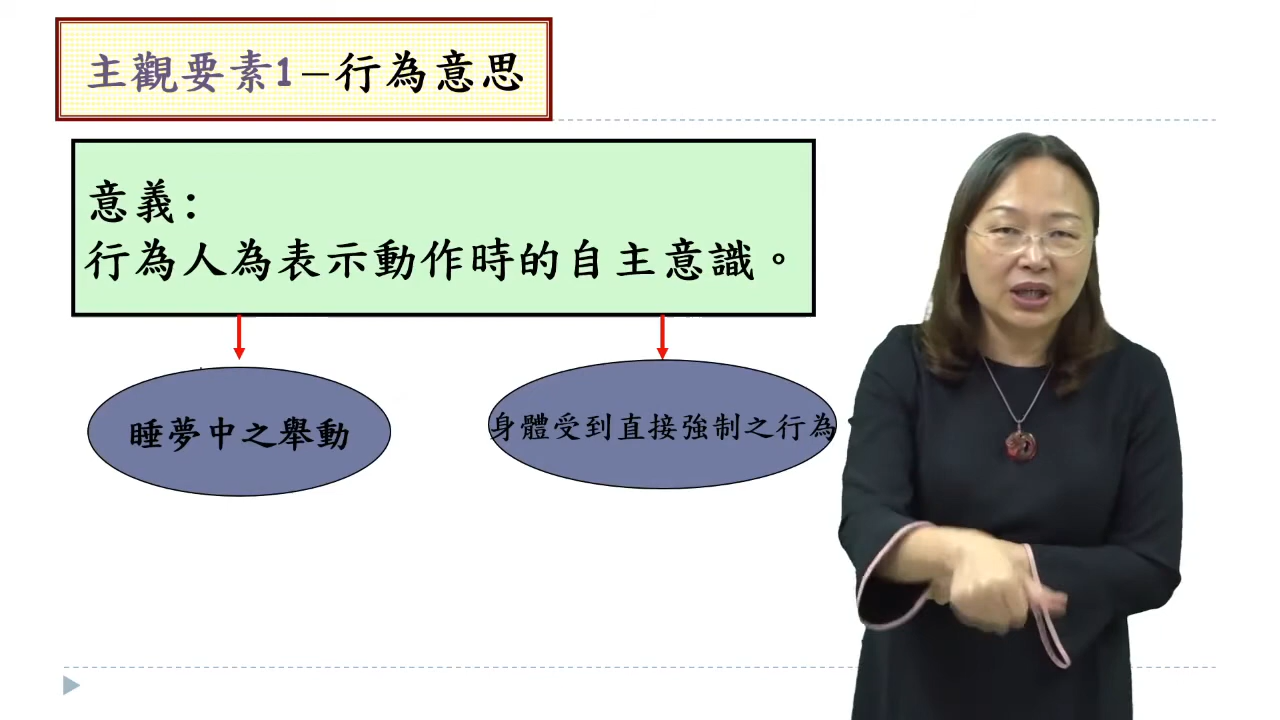 主觀要素1–行為意思
意義：
行為人為表示動作時的自主意識。
睡夢中之舉動
身體受到直接強制之行為